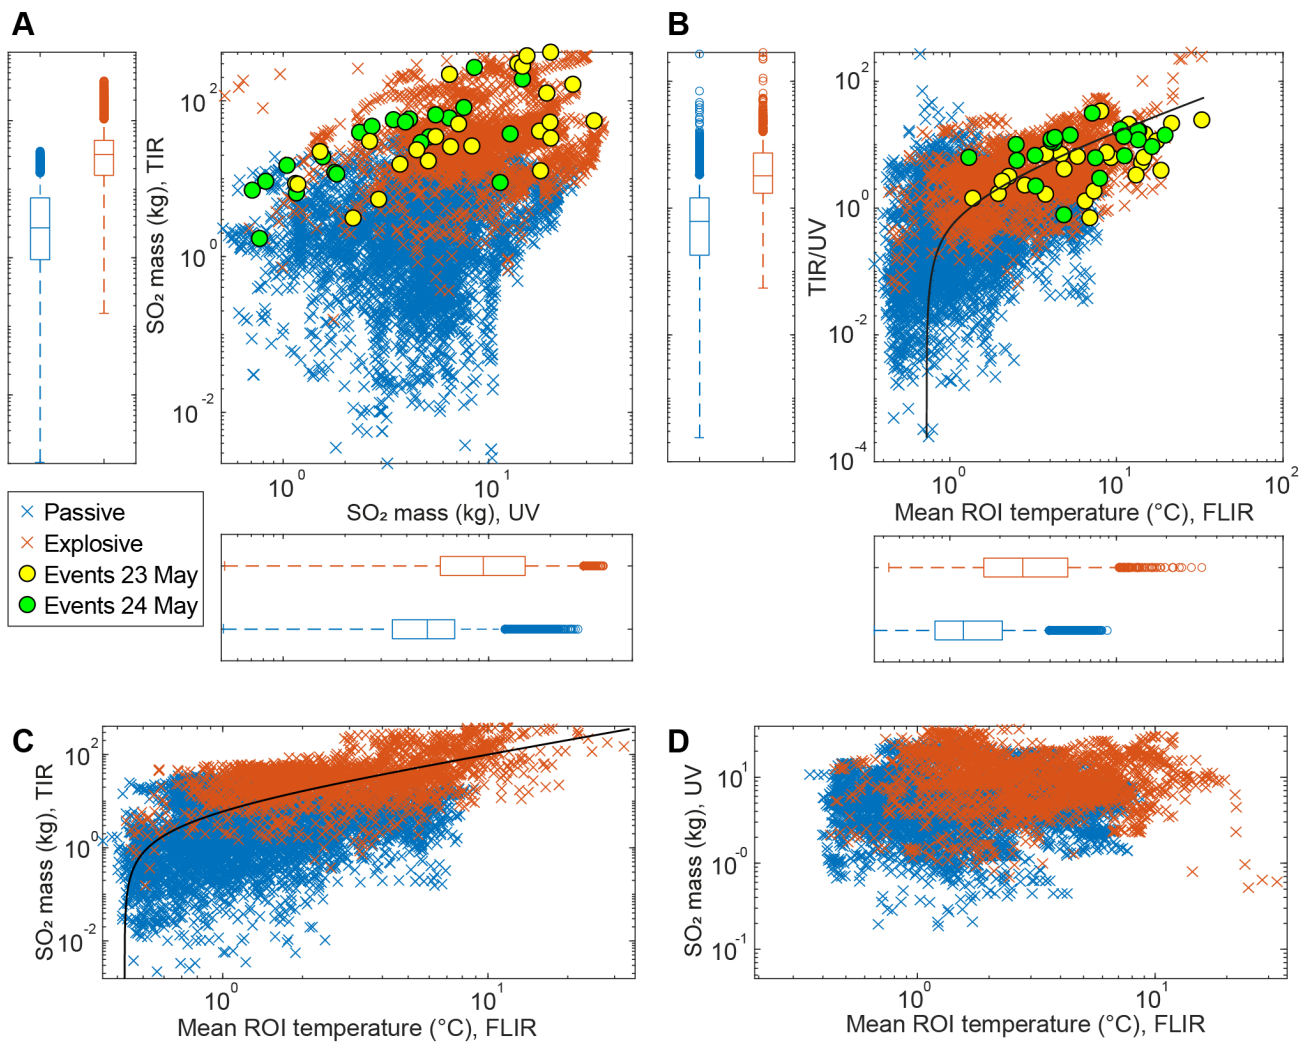 A
B
10²
10⁰
10⁻²
SO₂ mass (kg), TIR
10⁰
10¹
SO₂ mass (kg), UV
10²
10⁰
10⁻²
10⁻⁴
TIR/UV
10⁰
10¹
10²
Mean ROI temperature (°C), FLIR
Passive
Explosive
Events 23 May
Events 24 May
C
10²
10⁰
10⁻²
SO₂ mass (kg), TIR
10⁰
10¹
Mean ROI temperature (°C), FLIR
D
10¹
10⁻⁰
10⁻¹
SO₂ mass (kg), UV
10⁰
10¹
Mean ROI temperature (°C), FLIR